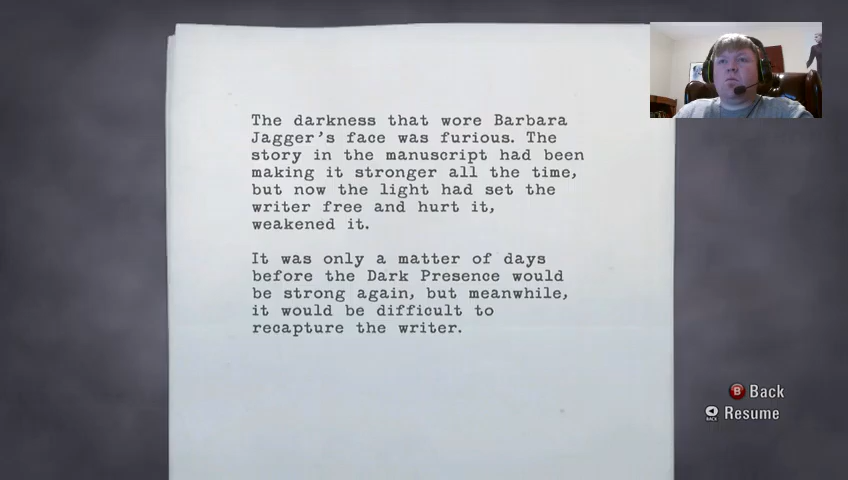 The darkness that wore Barbara
Jagger's face was furious. The
story in the manuscript had been
making it stronger all the time,
but now the light had set the
writer free and hurt it,
weakened it.
It was only a matter of days
before the Dark Presence would
be strong again, but meanwhile,
it would be difficult to
recapture the writer.
B Back
BACK Resume